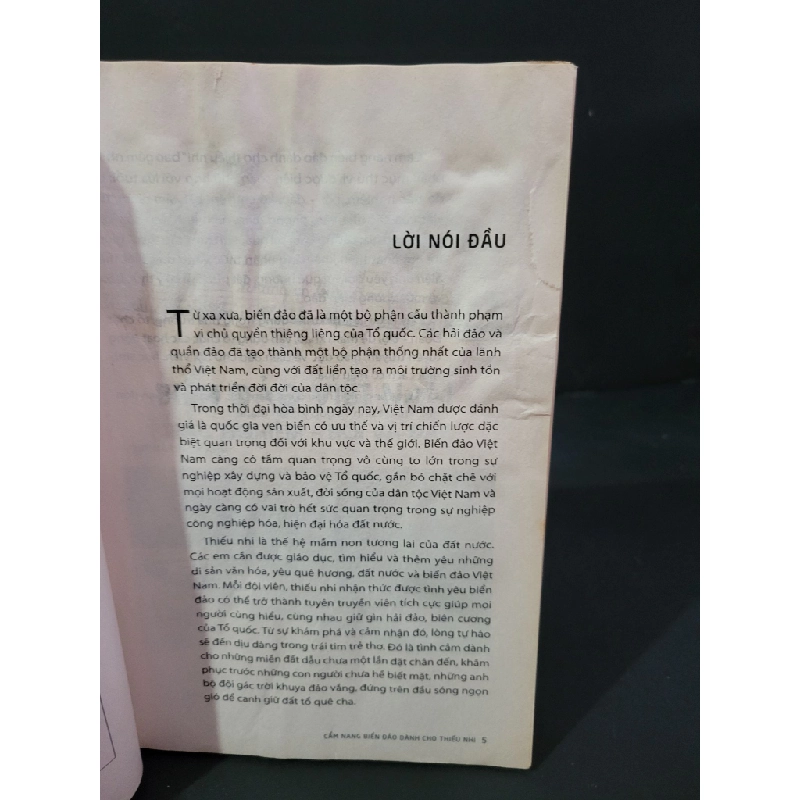 LỜI NÓI ĐẦU
Từ xa xưa, biển đảo đã là một bộ phận cấu thành phạm
vi chủ quyền thiêng liêng của Tổ quốc. Các hải đảo và
quần đảo đã tạo thành một bộ phận thống nhất của lãnh
thổ Việt Nam, cùng với đất liền tạo ra môi trường sinh tồn
và phát triển đời đời của dân tộc.
Trong thời đại hòa bình ngày nay, Việt Nam được đánh
giá là quốc gia ven biển có ưu thế và vị trí chiến lược đặc
biệt quan trọng đối với khu vực và thế giới. Biển đảo Việt
Nam càng có tầm quan trọng vô cùng to lớn trong sự
nghiệp xây dựng và bảo vệ Tổ quốc, gắn bó chặt chẽ với
mọi hoạt động sản xuất, đời sống của dân tộc Việt Nam và
ngày càng có vai trò hết sức quan trọng trong sự nghiệp
công nghiệp hóa, hiện đại hóa đất nước.
Thiếu nhi là thế hệ mầm non tương lai của đất nước.
Các em cần được giáo dục, tìm hiểu và thêm yêu những
di sản văn hóa, yêu quê hương, đất nước và biển đảo Việt
Nam. Mỗi đội viên, thiếu nhi nhận thức được tình yêu biển
đảo có thể trở thành tuyên truyền viên tích cực giúp mọi
người cùng hiểu, cùng nhau giữ gìn hải đảo, biên cương
của Tổ quốc. Từ sự khám phá và cảm nhận đó, lòng tự hào
sẽ đến dịu dàng trong trái tim trẻ thơ. Đó là tình cảm dành
cho những miền đất dẫu chưa một lần đặt chân đến, khâm
phục trước những con người chưa hề biết mặt, những anh
bộ đội gác trời khuya đảo vắng, đứng trên đầu sóng ngọn
gió để canh giữ đất tổ quê cha.
CẨM NANG BIỂN ĐẢO DÀNH CHO THIẾU NHI 5